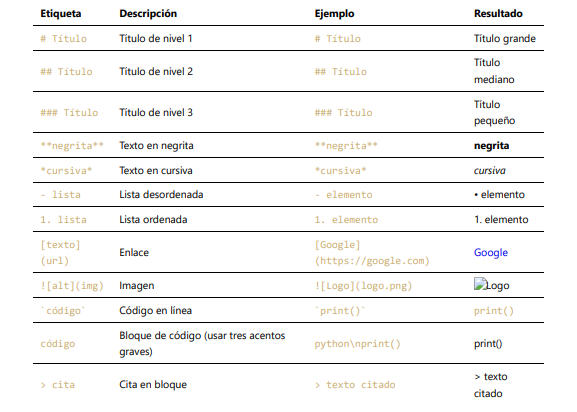 Etiqueta Descripción Ejemplo Resultado
# Título Título de nivel 1 # Título Título grande
## Título Título de nivel 2 ## Título Título mediano
### Título Título de nivel 3 ### Título Título pequeño
**negrita** Texto en negrita **negrita** negrita
*cursiva* Texto en cursiva *cursiva* cursiva
- lista Lista desordenada - elemento • elemento
1. lista Lista ordenada 1. elemento 1. elemento
[texto](url) Enlace [Google](https://google.com) Google
![alt](img) Imagen ![Logo](logo.png) Logo
`código` Código en línea `print()` print()
código Bloque de código (usar tres acentos graves) python\nprint() print()
> cita Cita en bloque > texto citado > texto citado